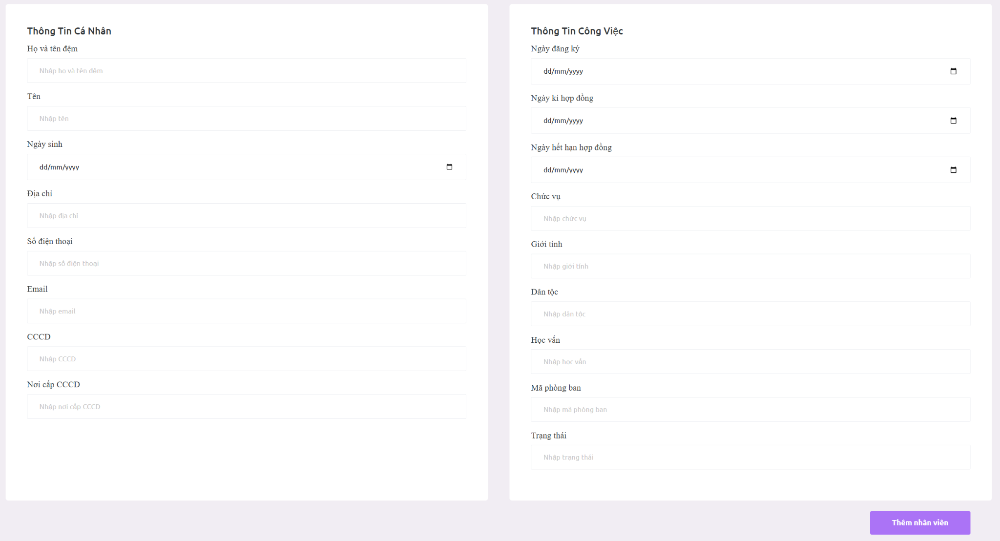 Thông Tin Cá Nhân
Họ và tên đệm
Nhập họ và tên đệm
Tên
Nhập tên
Ngày sinh
dd/mm/yyyy
Địa chỉ
Nhập địa chỉ
Số điện thoại
Nhập số điện thoại
Email
Nhập email
CCCD
Nhập CCCD
Nơi cấp CCCD
Nhập nơi cấp CCCD
Thông Tin Công Việc
Ngày đăng ký
dd/mm/yyyy
Ngày kí hợp đồng
dd/mm/yyyy
Ngày hết hạn hợp đồng
dd/mm/yyyy
Chức vụ
Nhập chức vụ
Giới tính
Nhập giới tính
Dân tộc
Nhập dân tộc
Học vấn
Nhập học vấn
Mã phòng ban
Nhập mã phòng ban
Trạng thái
Nhập trạng thái
Thêm nhân viên